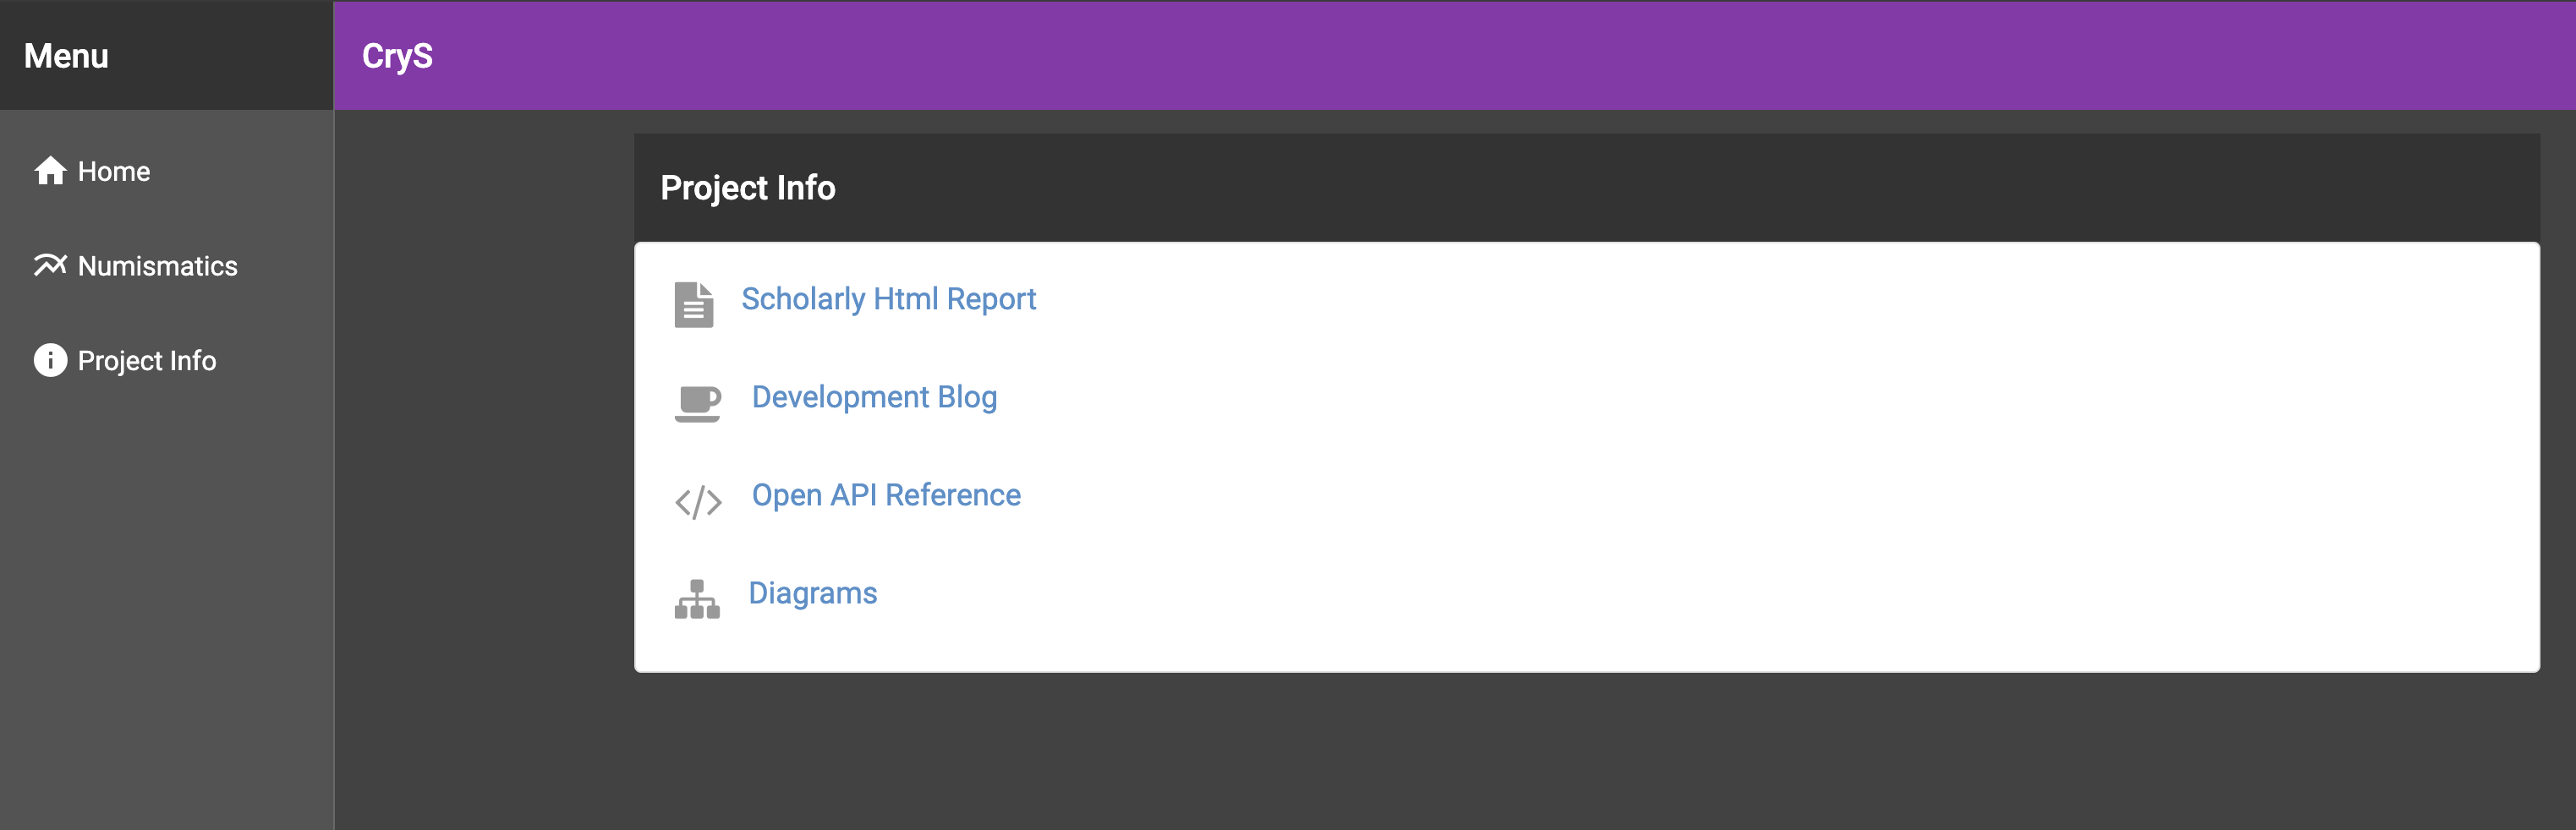 Menu
CryS
Home
Numismatics
Project Info
Project Info
Scholarly Html Report
Development Blog
Open API Reference
Diagrams